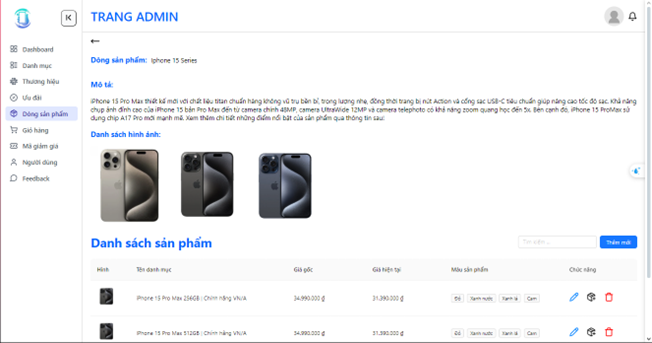 TRANG ADMIN
Dashboard
Danh mục
Thương hiệu
Ưu đãi
Dòng sản phẩm
Giỏ hàng
Mã giảm giá
Người dùng
Feedback
Dòng sản phẩm: Iphone 15 Series
Mô tả:
iPhone 15 Pro Max thiết kế mới với chất liệu titan chuẩn hàng không vũ trụ bền bỉ, trọng lượng nhẹ, đồng thời trang bị nút Action và cổng sạc USB-C tiêu chuẩn giúp nâng cao tốc độ sạc. Khả năng
chụp ảnh đỉnh cao của iPhone 15 bản Pro Max đến từ camera chính 48MP, camera UltraWide 12MP và camera telephoto có khả năng zoom quang học đến 5x. Bên cạnh đó, iPhone 15 ProMax sử
dụng chip A17 Pro mới mạnh mẽ. Xem thêm chi tiết những điểm nổi bật của sản phẩm qua thông tin sau:
Danh sách hình ảnh:
Danh sách sản phẩm
Tìm kiếm ...
Thêm mới
Hình Tên danh mục Giá gốc Giá hiện tại Màu sản phẩm Chức năng
iPhone 15 Pro Max 256GB | Chính hãng VN/A 34.990.000 ₫ 31.390.000 ₫ Đỏ Xanh nước Xanh lá Cam
iPhone 15 Pro Max 512GB | Chính hãng VN/A 34.990.000 ₫ 31.390.000 ₫ Đỏ Xanh nước Xanh lá Cam